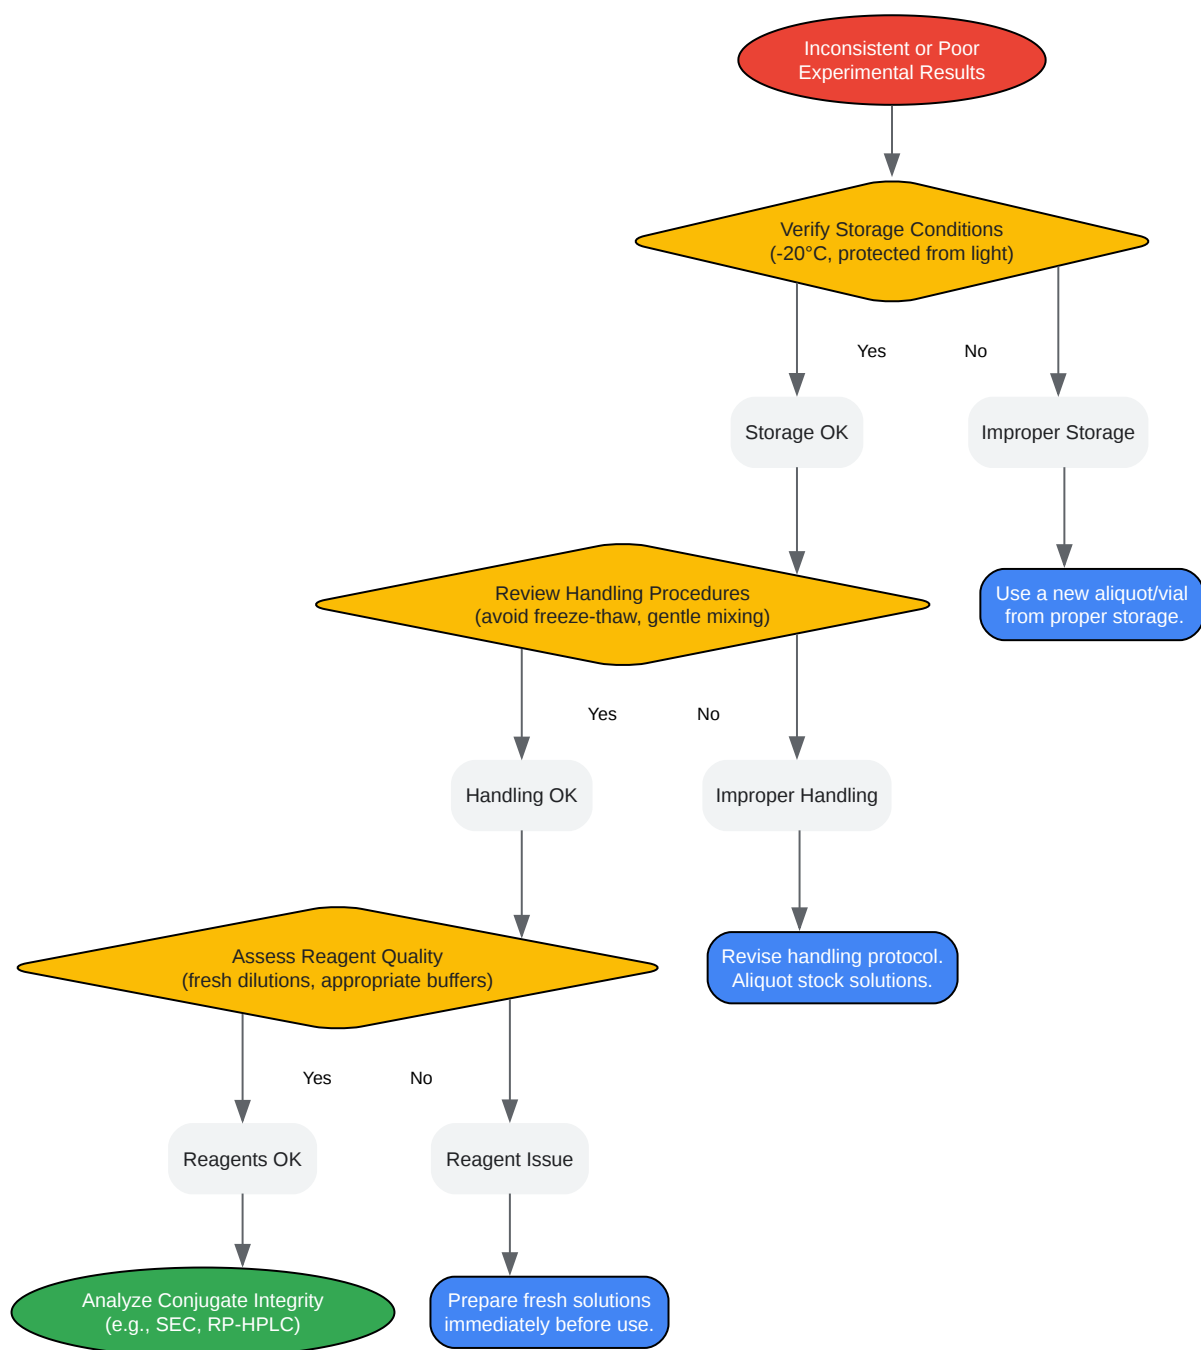 Inconsistent or Poor
Experimental Results
Verify Storage Conditions
(-20°C, protected from light)
Yes
No
Storage OK
Improper Storage
Review Handling Procedures
(avoid freeze-thaw, gentle mixing)
Use a new aliquot/vial
from proper storage.
Yes
No
Handling OK
Improper Handling
Assess Reagent Quality
(fresh dilutions, appropriate buffers)
Revise handling protocol.
Aliquot stock solutions.
Yes
No
Reagents OK
Reagent Issue
Analyze Conjugate Integrity
(e.g., SEC, RP-HPLC)
Prepare fresh solutions
immediately before use.